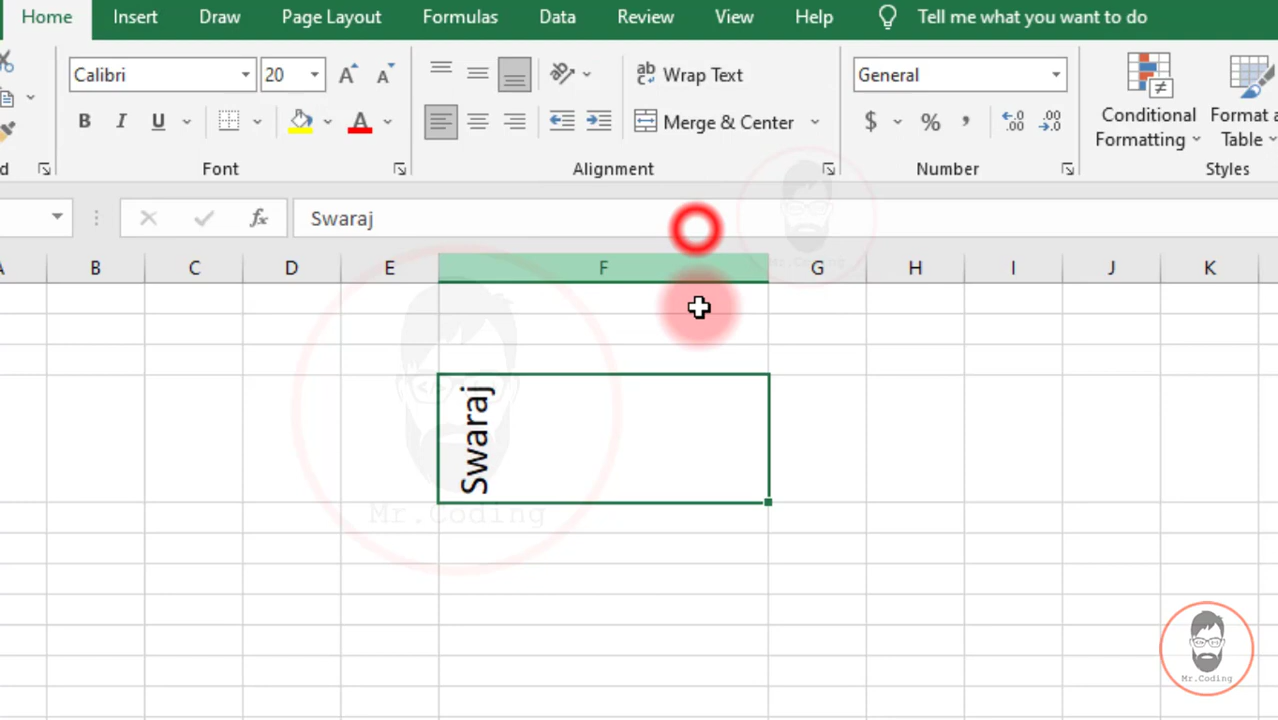 Home Insert Draw Page Layout Formulas Data Review View Help Tell me what you want to do
Calibri 20 Wrap Text General
B I U Merge & Center $ % Conditional Formatting Format a Table
Font Alignment Number Styles
fx Swaraj
B C D E F G H I J K
Swaraj
Mr.Coding
Mr.Coding
Mr.Coding